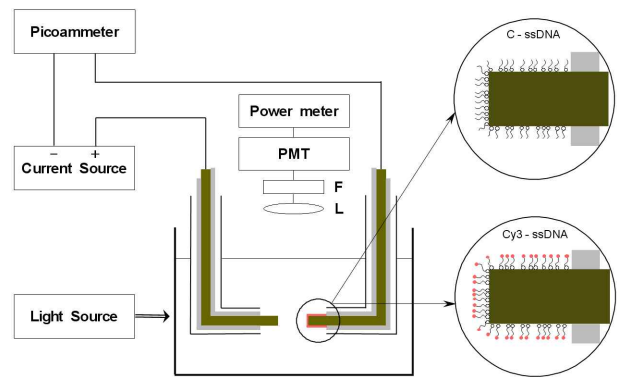 Picoammeter
C - ssDNA
Power meter
PMT
− +
Current Source
F
L
Cy3 - ssDNA
Light Source